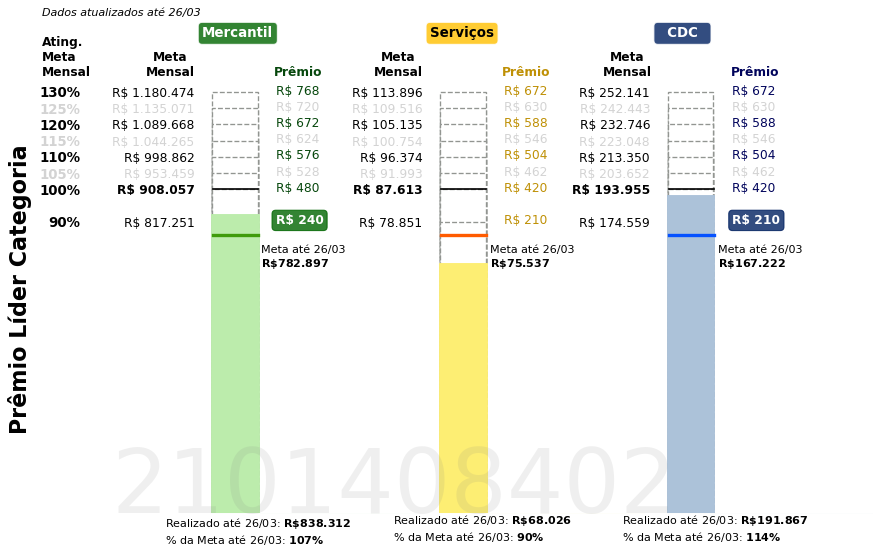 Dados atualizados até 26/03
Mercantil Serviços CDC
Ating. Meta Mensal Meta Mensal Prêmio Meta Mensal Prêmio Meta Mensal Prêmio
130% R$ 1.180.474 R$ 768 R$ 113.896 R$ 672 R$ 252.141 R$ 672
125% R$ 1.135.071 R$ 720 R$ 109.516 R$ 630 R$ 242.443 R$ 630
120% R$ 1.089.668 R$ 672 R$ 105.135 R$ 588 R$ 232.746 R$ 588
115% R$ 1.044.265 R$ 624 R$ 100.754 R$ 546 R$ 223.048 R$ 546
110% R$ 998.862 R$ 576 R$ 96.374 R$ 504 R$ 213.350 R$ 504
105% R$ 953.459 R$ 528 R$ 91.993 R$ 462 R$ 203.652 R$ 462
100% R$ 908.057 R$ 480 R$ 87.613 R$ 420 R$ 193.955 R$ 420
90% R$ 817.251 R$ 240 R$ 78.851 R$ 210 R$ 174.559 R$ 210
Meta até 26/03 Meta até 26/03 Meta até 26/03
R$782.897 R$75.537 R$167.222
Prêmio Líder Categoria
2101408402
Realizado até 26/03: R$838.312 Realizado até 26/03: R$68.026 Realizado até 26/03: R$191.867
% da Meta até 26/03: 107% % da Meta até 26/03: 90% % da Meta até 26/03: 114%